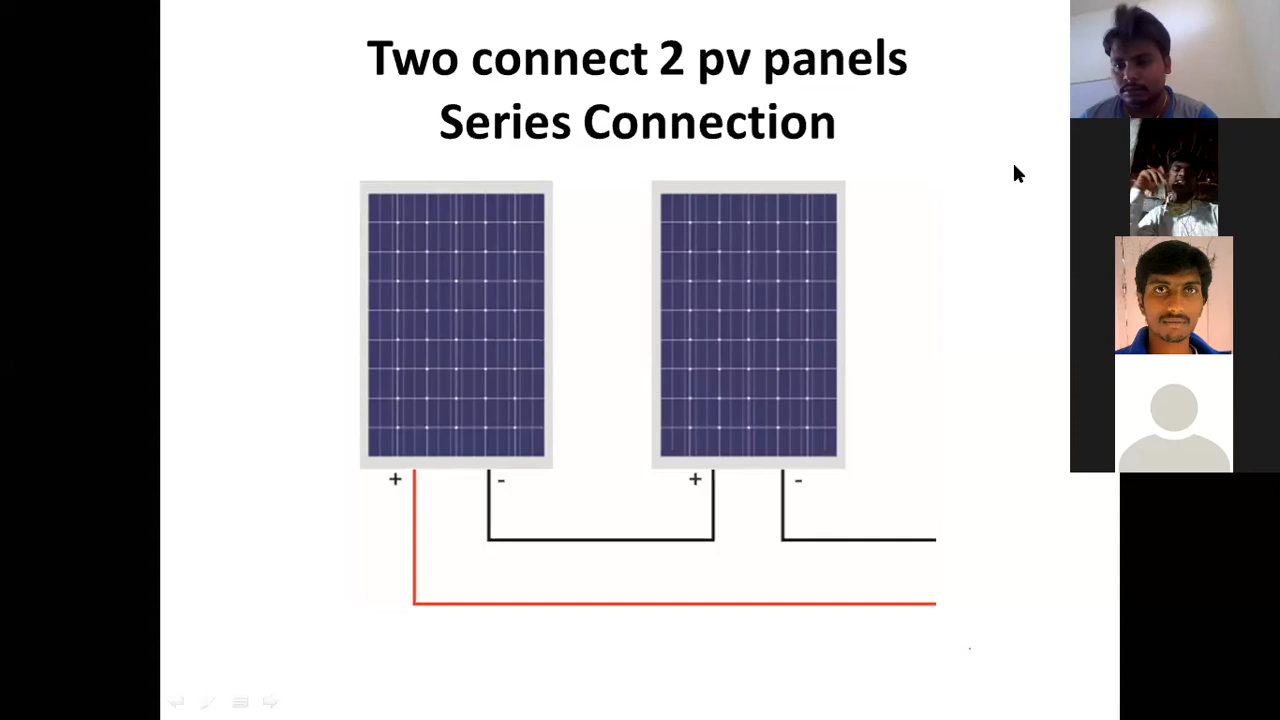 Two connect 2 pv panels
Series Connection
+ - + -